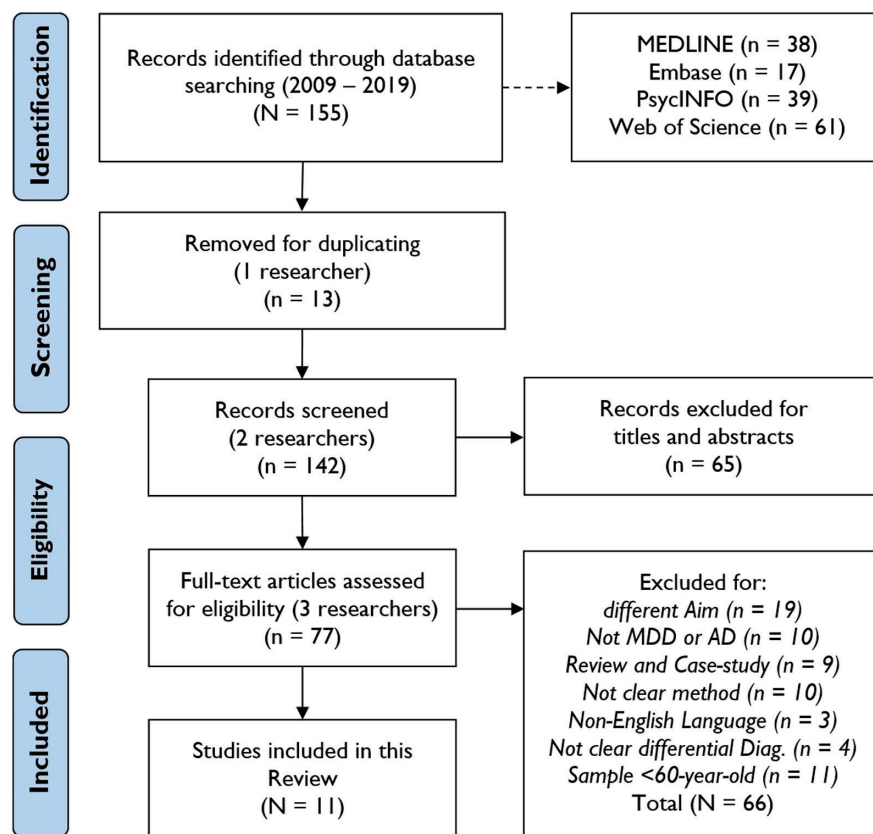 Identification
Records identified through database
searching (2009 – 2019)
(N = 155)
MEDLINE (n = 38)
Embase (n = 17)
PsycINFO (n = 39)
Web of Science (n = 61)
Screening
Removed for duplicating
(1 researcher)
n = 13)
Records screened
(2 researchers)
n = 142)
Records excluded for
titles and abstracts
(n = 65)
Eligibility
Full-text articles assessed
for eligibility (3 researchers)
n = 77)
Excluded for:
different Aim (n = 19)
Not MDD or AD (n = 10)
Review and Case-study (n = 9)
Not clear method (n = 10)
Non-English Language (n = 3)
Not clear differential Diag. (n = 4)
Sample <60-year-old (n = 11)
Total (N = 66)
Included
Studies included in this
Review
(N = 11)